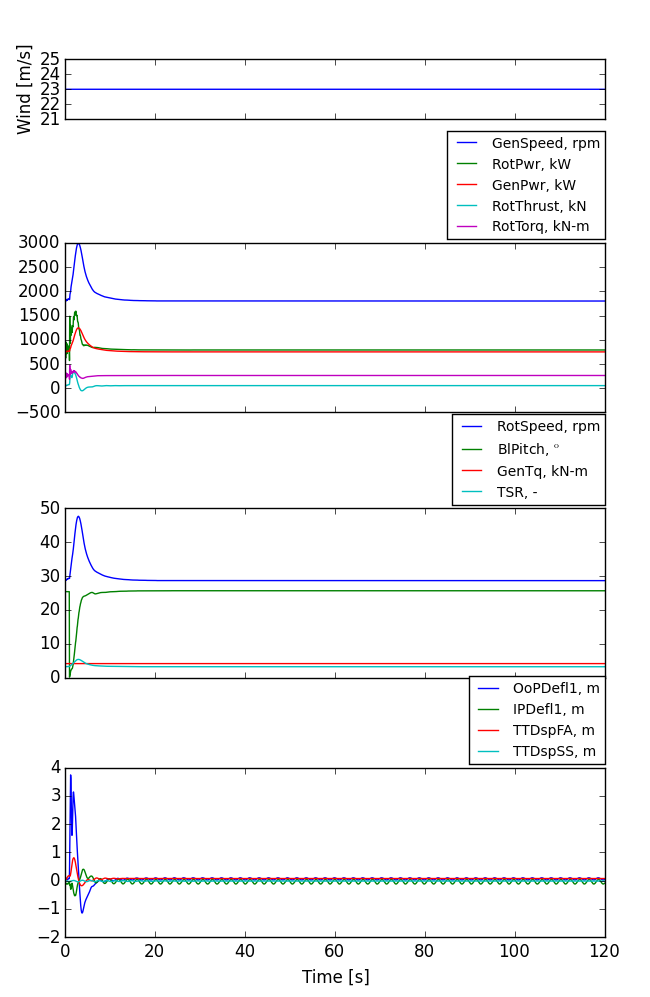 Wind [m/s]
25
24
23
22
21
GenSpeed, rpm
RotPwr, kW
GenPwr, kW
RotThrust, kN
RotTorq, kN-m
3000
2500
2000
1500
1000
500
0
−500
RotSpeed, rpm
BlPitch, °
GenTq, kN-m
TSR, -
50
40
30
20
10
0
OoPDefl1, m
IPDefl1, m
TTDspFA, m
TTDspSS, m
4
3
2
1
0
−1
−2
0 20 40 60 80 100 120
Time [s]